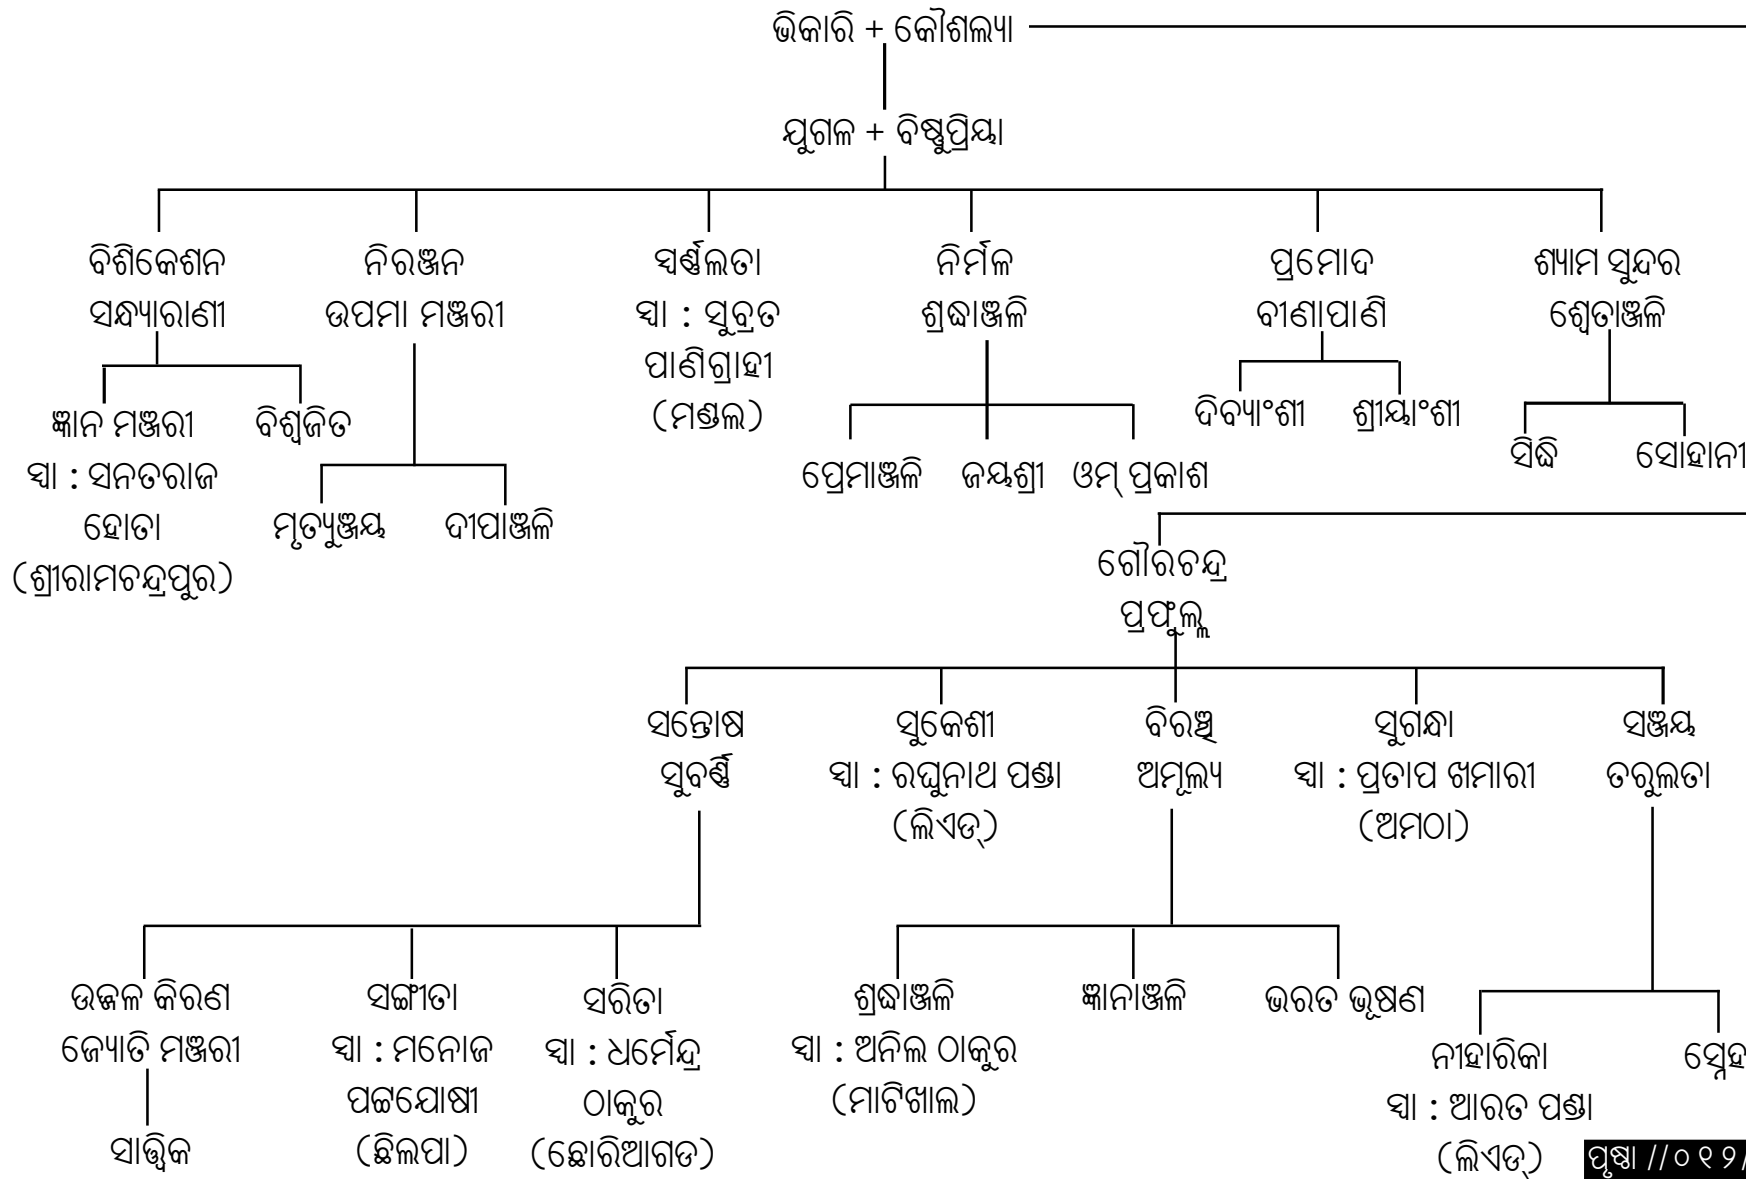 ଭିକାରି + କୌଶଲ୍ୟା
ଯୁଗଳ + ବିଷ୍ଣୁପ୍ରିୟା
ବିଶିକେଶନ
ସନ୍ଧ୍ୟାରାଣୀ
ନିରଞ୍ଜନ
ଉପମା ମଞ୍ଜରୀ
ସ୍ୱର୍ଣ୍ଣଲତା
ସ୍ୱା : ସୁବ୍ରତ
ପାଣିଗ୍ରାହୀ
(ମଣ୍ଡଲ)
ନିର୍ମଳ
ଶ୍ରଦ୍ଧାଞ୍ଜଳି
ପ୍ରମୋଦ
ବୀଣାପାଣି
ଶ୍ୟାମ ସୁନ୍ଦର
ଶ୍ୱେତାଞ୍ଜଳି
ଜ୍ଞାନ ମଞ୍ଜରୀ
ସ୍ୱା : ସନତରାଜ
ହୋତା
(ଶ୍ରୀରାମଚନ୍ଦ୍ରପୁର)
ବିଶ୍ୱଜିତ
ମୃତ୍ୟୁଞ୍ଜୟ
ଦୀପାଞ୍ଜଳି
ପ୍ରେମାଞ୍ଜଳି
ଜୟଶ୍ରୀ
ଓମ୍ ପ୍ରକାଶ
ଦିବ୍ୟାଂଶୀ
ଶ୍ରୀୟାଂଶୀ
ସିଦ୍ଧି
ସୋହାନୀ
ଗୌରଚନ୍ଦ୍ର
ପ୍ରଫୁଲ୍ଲ
ସନ୍ତୋଷ
ସୁବର୍ଣ୍ଣ
ସୁକେଶୀ
ସ୍ୱା : ରଘୁନାଥ ପଣ୍ଡା
(ଲିଏଡ୍)
ବିରଞ୍ଚି
ଅମୂଲ୍ୟ
ସୁଗନ୍ଧା
ସ୍ୱା : ପ୍ରତାପ ଖମାରୀ
(ଅମଠା)
ସଞ୍ଜୟ
ତରୁଲତା
ଉଜ୍ଜଳ କିରଣ
ଜ୍ୟୋତି ମଞ୍ଜରୀ
ସାତ୍ତ୍ୱିକ
ସଙ୍ଗୀତା
ସ୍ୱା : ମନୋଜ
ପଟ୍ଟଯୋଷୀ
(ଛିଲପା)
ସରିତା
ସ୍ୱା : ଧର୍ମେନ୍ଦ୍ର
ଠାକୁର
(ଛୋରିଆଗଡ)
ଶ୍ରଦ୍ଧାଞ୍ଜଳି
ସ୍ୱା : ଅନିଲ ଠାକୁର
(ମାଟିଖାଲ)
ଜ୍ଞାନାଞ୍ଜଳି
ଭରତ ଭୂଷଣ
ନୀହାରିକା
ସ୍ୱା : ଆରତ ପଣ୍ଡା
(ଲିଏଡ୍)
ସ୍ନେହ
ପୃଷ୍ଠା //୦୧୨/